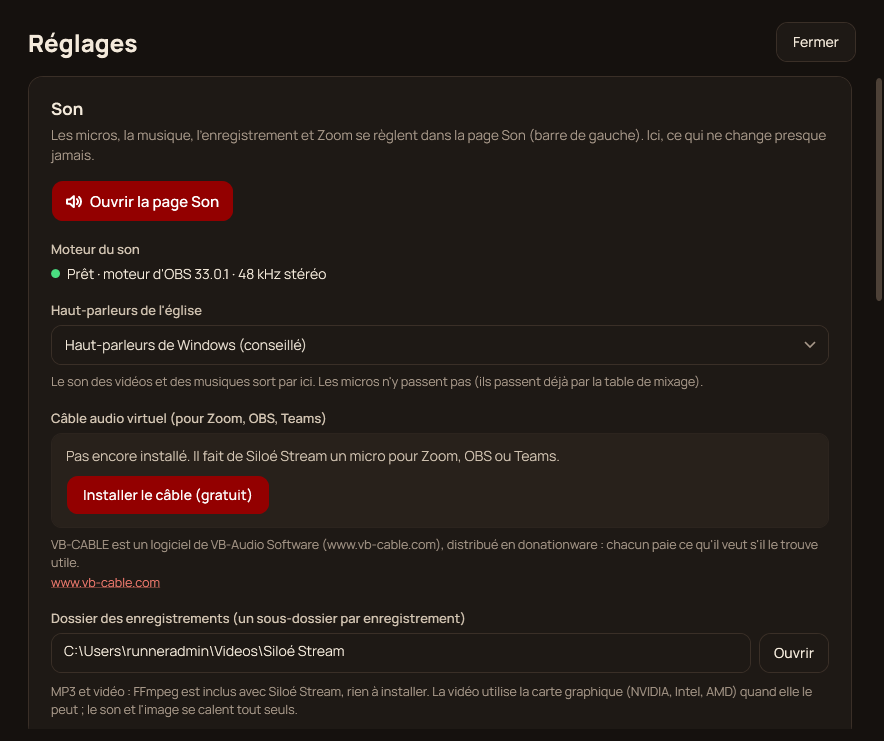 Réglages
Fermer
Son
Les micros, la musique, l'enregistrement et Zoom se règlent dans la page Son (barre de gauche). Ici, ce qui ne change presque
jamais.
Ouvrir la page Son
Moteur du son
Prêt · moteur d'OBS 33.0.1 · 48 kHz stéréo
Haut-parleurs de l'église
Haut-parleurs de Windows (conseillé)
Le son des vidéos et des musiques sort par ici. Les micros n'y passent pas (ils passent déjà par la table de mixage).
Câble audio virtuel (pour Zoom, OBS, Teams)
Pas encore installé. Il fait de Siloé Stream un micro pour Zoom, OBS ou Teams.
Installer le câble (gratuit)
VB-CABLE est un logiciel de VB-Audio Software (www.vb-cable.com), distribué en donationware : chacun paie ce qu'il veut s'il le trouve
utile.
www.vb-cable.com
Dossier des enregistrements (un sous-dossier par enregistrement)
C:\Users\runneradmin\Videos\Siloé Stream
Ouvrir
MP3 et vidéo : FFmpeg est inclus avec Siloé Stream, rien à installer. La vidéo utilise la carte graphique (NVIDIA, Intel, AMD) quand elle le
peut ; le son et l'image se calent tout seuls.